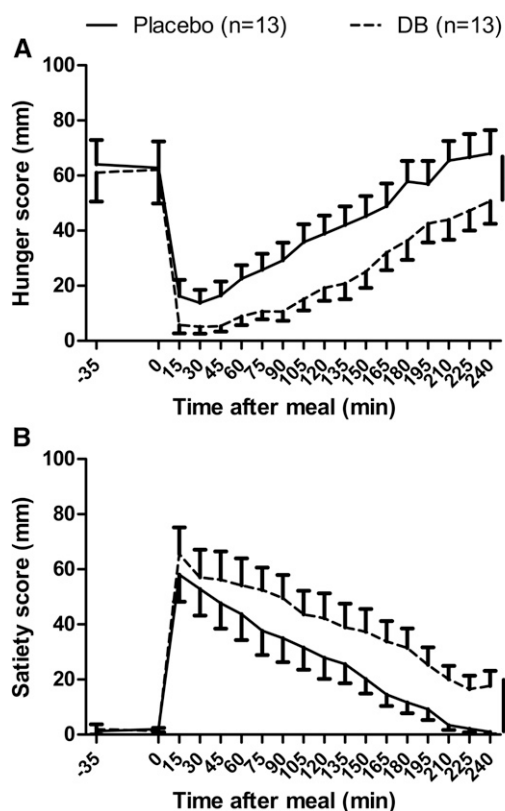 Placebo (n=13) DB (n=13)
A
Hunger score (mm)
100
80
60
40
20
0
-35 0 15 30 45 60 75 90 105 120 135 150 165 180 195 210 225 240
Time after meal (min)
B
Satiety score (mm)
100
80
60
40
20
0
-35 0 15 30 45 60 75 90 105 120 135 150 165 180 195 210 225 240
Time after meal (min)